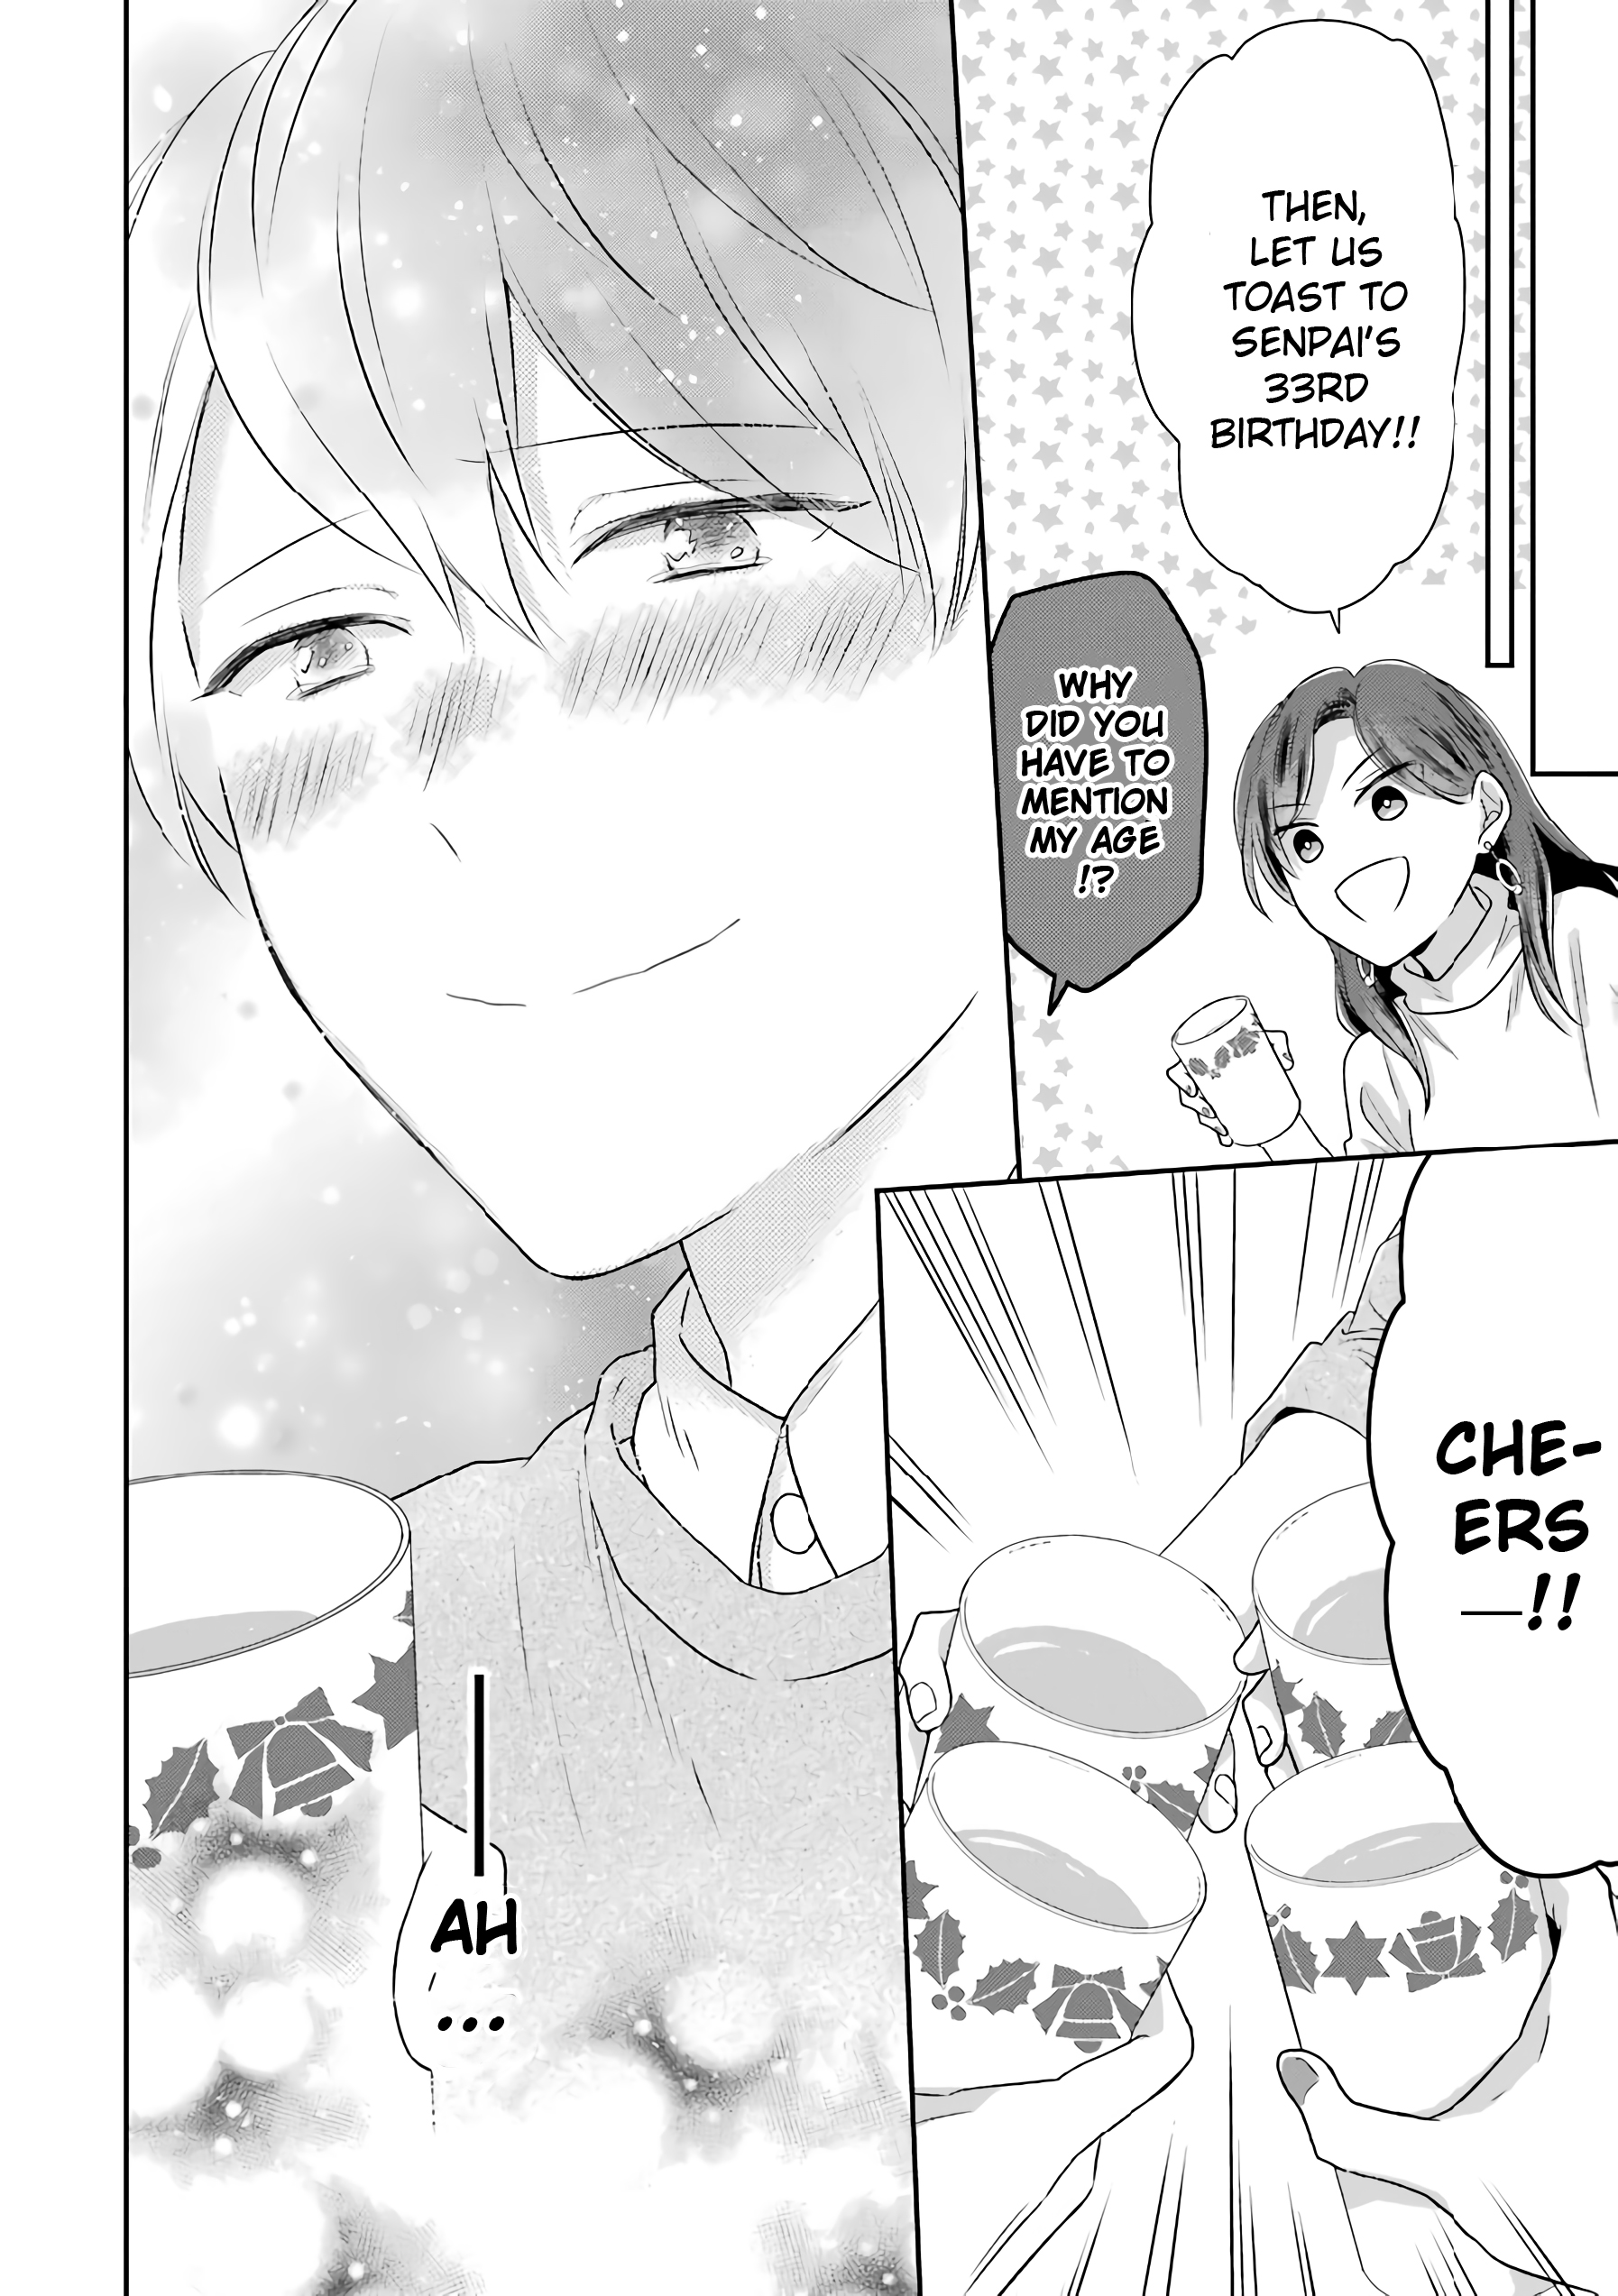 THEN,
LET US
TOAST TO
SENPAI'S
33RD
BIRTHDAY!!
WHY
DID YOU
HAVE TO
MENTION
MY AGE
!?
CHE-
ERS
—!!
AH
...